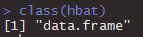 > class(hbat)
[1] "data.frame"